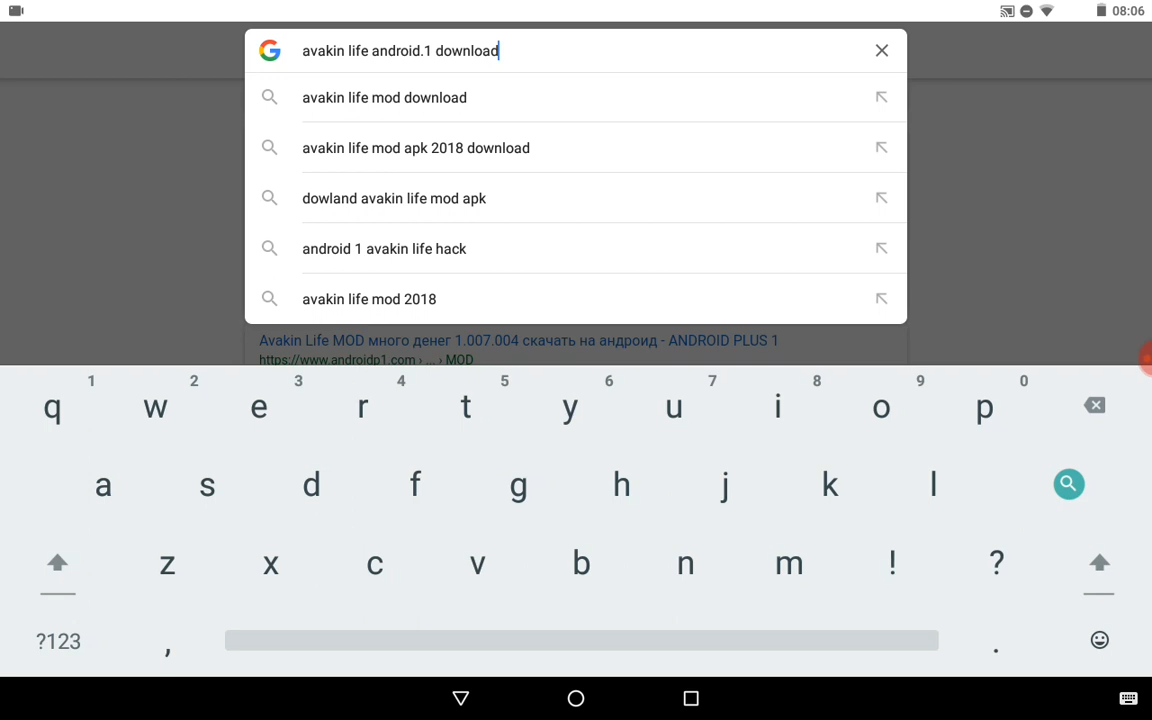 08:06
avakin life android.1 download
avakin life mod download
avakin life mod apk 2018 download
dowland avakin life mod apk
android 1 avakin life hack
avakin life mod 2018
Avakin Life MOD много денег 1.007.004 скачать на андроид - ANDROID PLUS 1
https://www.androidp1.com › ... › MOD
1 2 3 4 5 6 7 8 9 0
q w e r t y u i o p
a s d f g h j k l
z x c v b n m ! ?
?123 , .